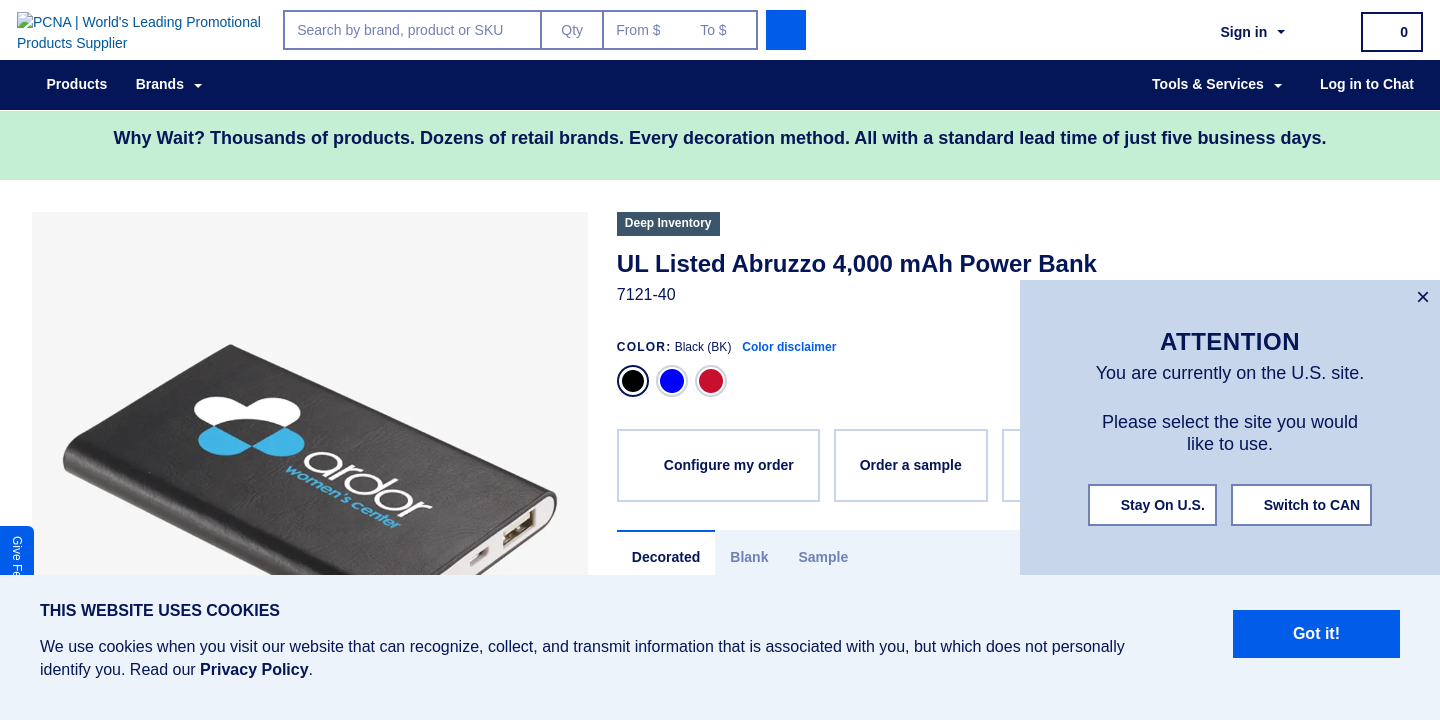 PCNA | World's Leading Promotional
Products Supplier
Search by brand, product or SKU
Qty
From $
To $
Sign in
0
Products
Brands
Tools & Services
Log in to Chat
Why Wait? Thousands of products. Dozens of retail brands. Every decoration method. All with a standard lead time of just five business days.
Deep Inventory
UL Listed Abruzzo 4,000 mAh Power Bank
7121-40
COLOR: Black (BK) Color disclaimer
Configure my order
Order a sample
Decorated
Blank
Sample
ardor
women's center
×
ATTENTION
You are currently on the U.S. site.
Please select the site you would
like to use.
Stay On U.S.
Switch to CAN
Give
THIS WEBSITE USES COOKIES
We use cookies when you visit our website that can recognize, collect, and transmit information that is associated with you, but which does not personally
identify you. Read our Privacy Policy.
Got it!